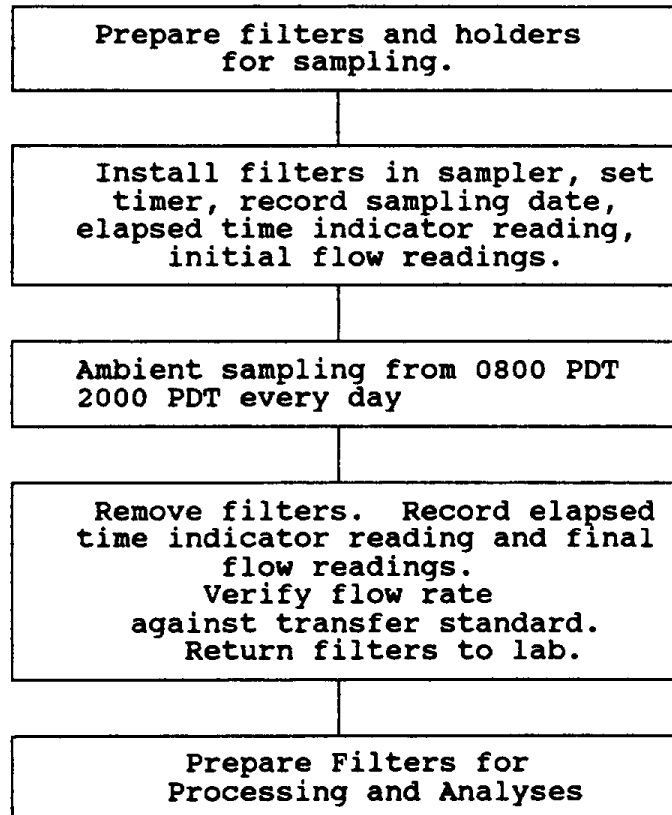 Prepare filters and holders
for sampling.
Install filters in sampler, set
timer, record sampling date,
elapsed time indicator reading,
initial flow readings.
Ambient sampling from 0800 PDT
2000 PDT every day
Remove filters. Record elapsed
time indicator reading and final
flow readings.
Verify flow rate
against transfer standard.
Return filters to lab.
Prepare Filters for
Processing and Analyses